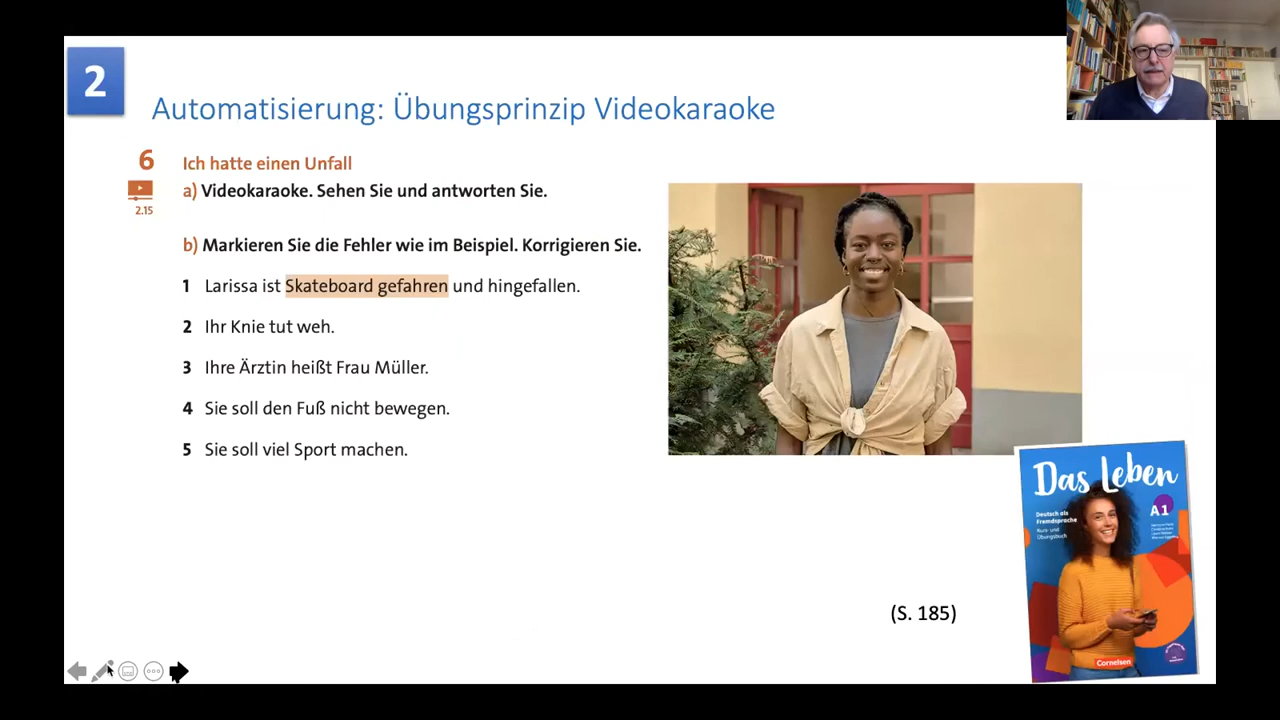 2
Automatisierung: Übungsprinzip Videokaraoke
6
Ich hatte einen Unfall
2.15
a) Videokaraoke. Sehen Sie und antworten Sie.
b) Markieren Sie die Fehler wie im Beispiel. Korrigieren Sie.
1 Larissa ist Skateboard gefahren und hingefallen.
2 Ihr Knie tut weh.
3 Ihre Ärztin heißt Frau Müller.
4 Sie soll den Fuß nicht bewegen.
5 Sie soll viel Sport machen.
Das Leben
Deutsch als
Fremdsprache
Kurs- und
Übungsbuch
A1
Cornelsen
(S. 185)